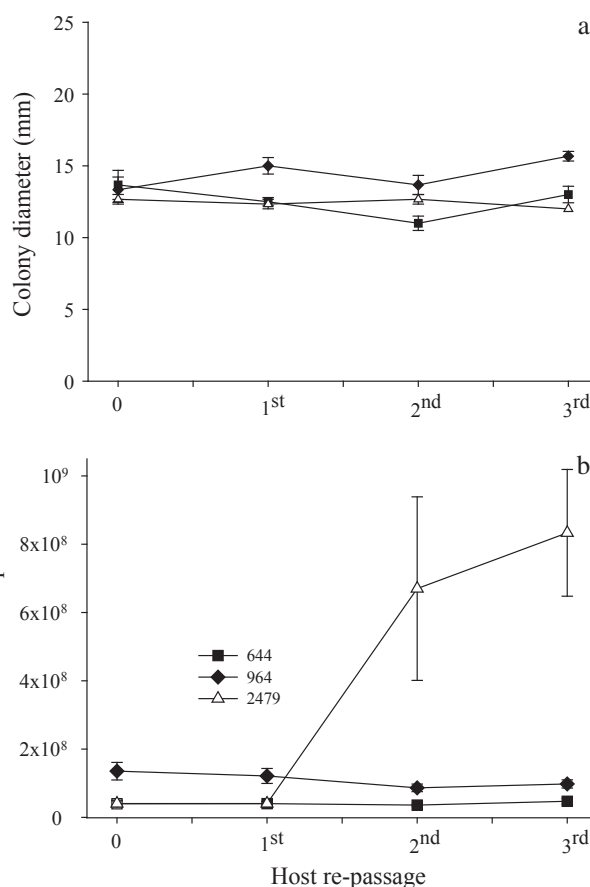 a
25
20
15
10
5
0
Colony diameter (mm)
0 1st 2nd 3rd
b
10⁹
8x10⁸
6x10⁸
4x10⁸
2x10⁸
0
644
964
2479
0 1st 2nd 3rd
Host re-passage